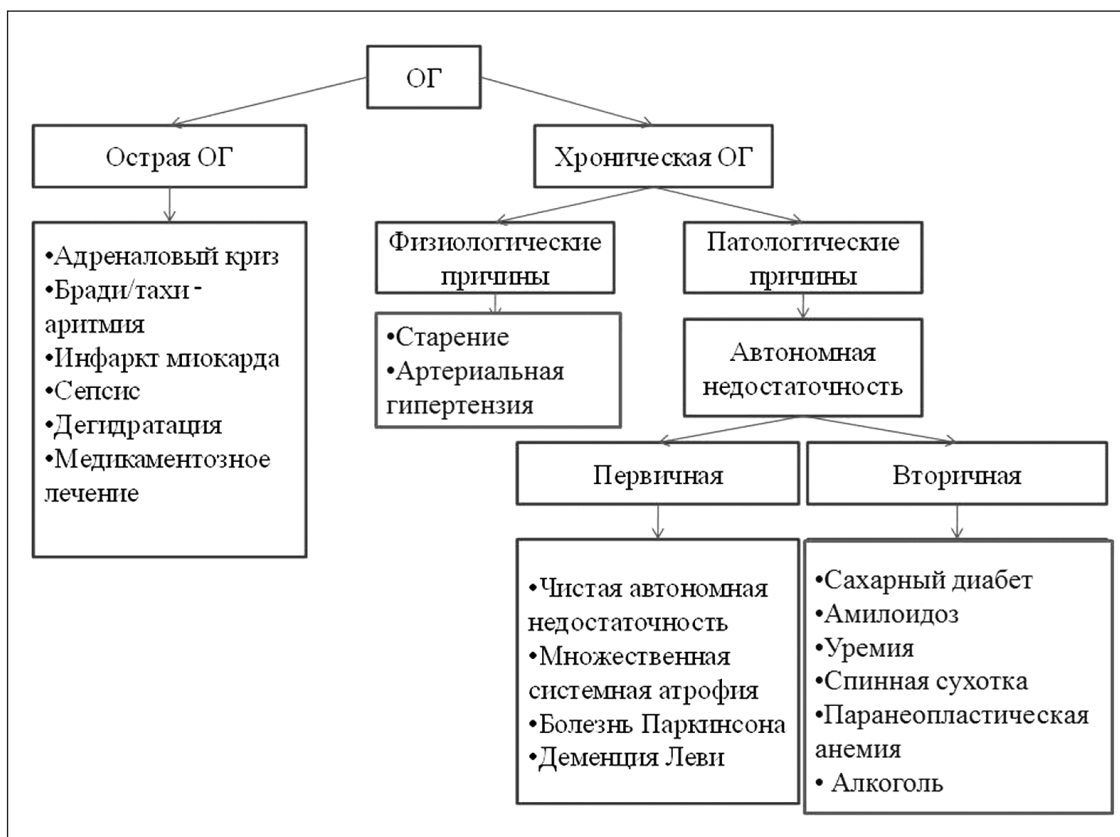 ОГ
Острая ОГ
Хроническая ОГ
•Адреналовый криз
•Бради/тахи-
аритмия
•Инфаркт миокарда
•Сепсис
•Дегидратация
•Медикаментозное
лечение
Физиологические
причины
Патологические
причины
•Старение
•Артериальная
гипертензия
Автономная
недостаточность
Первичная
Вторичная
•Чистая автономная
недостаточность
•Множественная
системная атрофия
•Болезнь Паркинсона
•Деменция Леви
•Сахарный диабет
•Амилоидоз
•Уремия
•Спинная сухотка
•Паранеопластическая
анемия
• Алкоголь